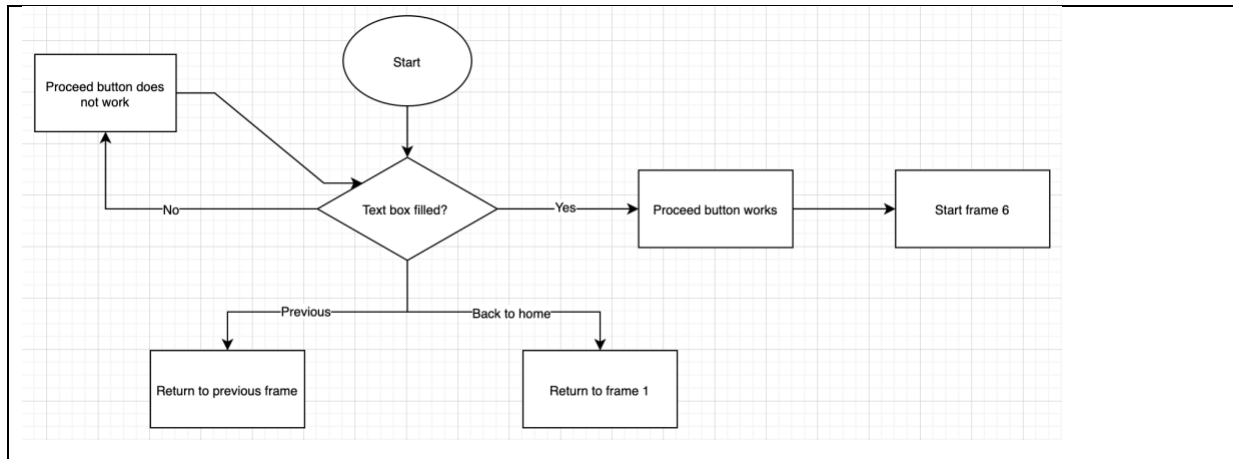 Start
Proceed button does
not work
Text box filled?
No
Yes
Proceed button works
Start frame 6
Previous
Back to home
Return to previous frame
Return to frame 1